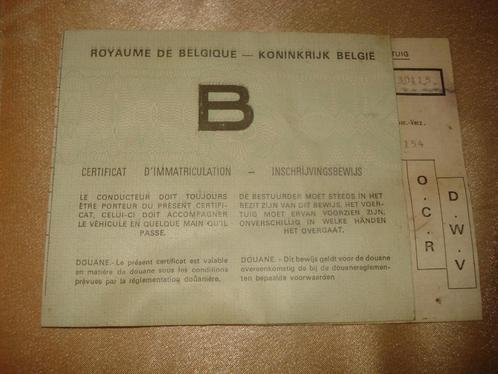 ROYAUME DE BELGIQUE — KONINKRIJK BELGIË
B
CERTIFICAT D'IMMATRICULATION - INSCHRIJVINGSBEWIJS
LE CONDUCTEUR DOIT TOUJOURS
ÊTRE PORTEUR DU PRÉSENT CERTIFI-
CAT, CELUI-CI DOIT ACCOMPAGNER
LE VÉHICULE EN QUELQUE MAIN QU'IL
PASSE.
DE BESTUURDER MOET STEEDS IN HET
BEZIT ZIJN VAN DIT BEWIJS, HET VOER-
TUIG MOET ERVAN VOORZIEN ZIJN,
ONVERSCHILLIG IN WELKE HANDEN
HET OVERGAAT.
DOUANE.-Le présent certificat est valable
en matière de douane sous les conditions
prévues par la réglementation douânière.
DOUANE. - Dit bewijs geldt voor de douane
overeenkomstig de bij de douanereglemen-
ten bepaalde voorwaarden
TUIG
154
O.C.R
D.W.V